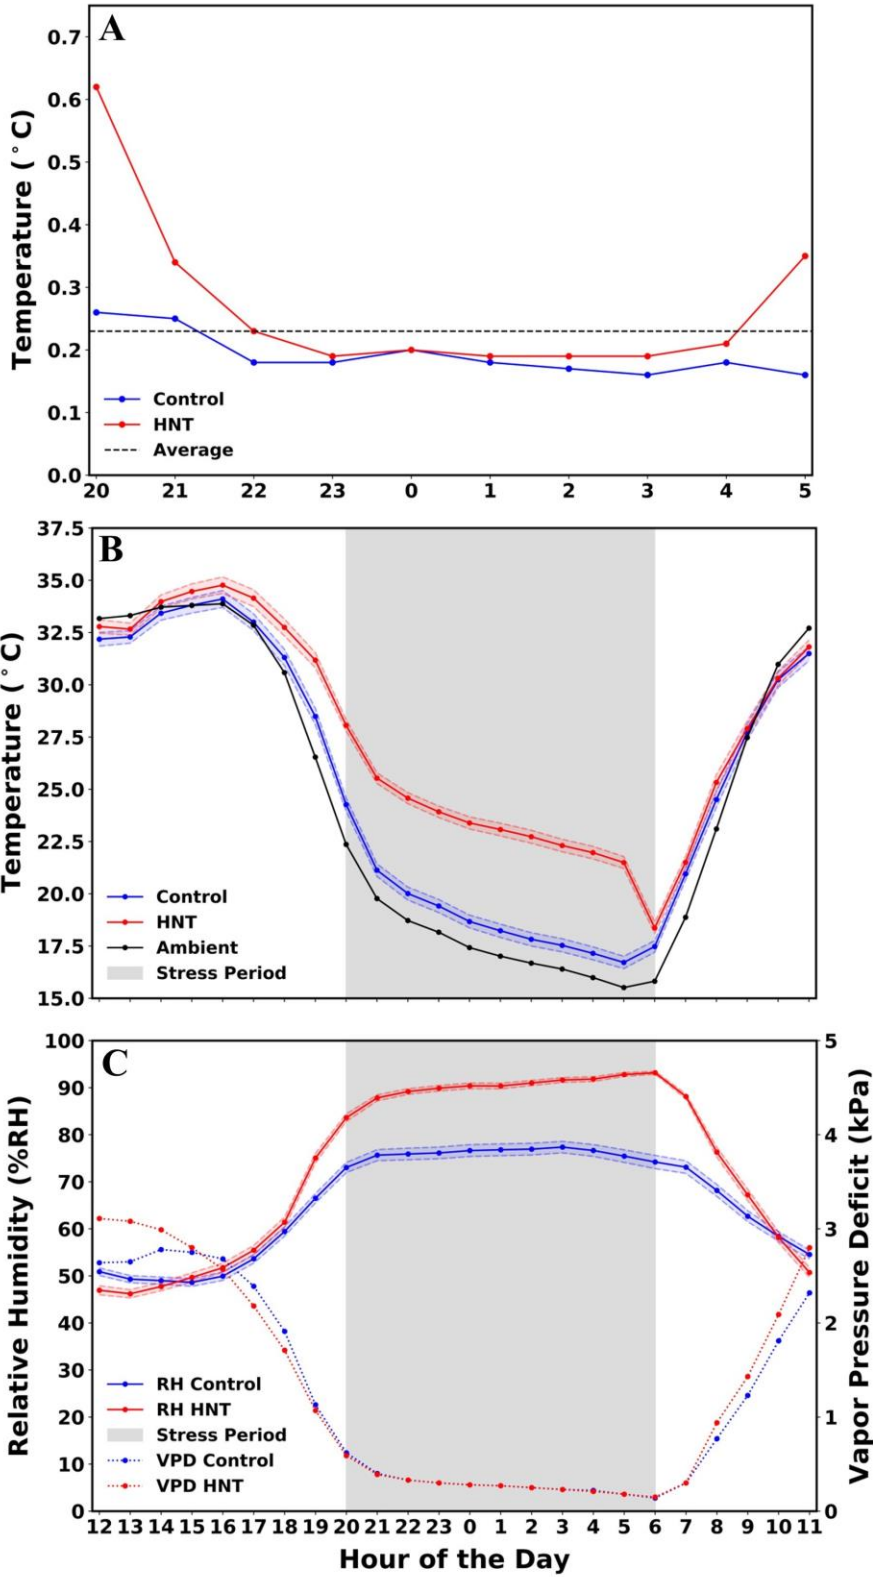 A
Temperature (°C)
0.7
0.6
0.5
0.4
0.3
0.2
0.1
0.0
Control
HNT
Average
20 21 22 23 0 1 2 3 4 5
B
Temperature (°C)
37.5
35.0
32.5
30.0
27.5
25.0
22.5
20.0
17.5
15.0
Control
HNT
Ambient
Stress Period
C
Relative Humidity (%RH)
100
90
80
70
60
50
40
30
20
10
0
RH Control
RH HNT
Stress Period
VPD Control
VPD HNT
5
4
3
2
1
0
Vapor Pressure Deficit (kPa)
12 13 14 15 16 17 18 19 20 21 22 23 0 1 2 3 4 5 6 7 8 9 10 11
Hour of the Day